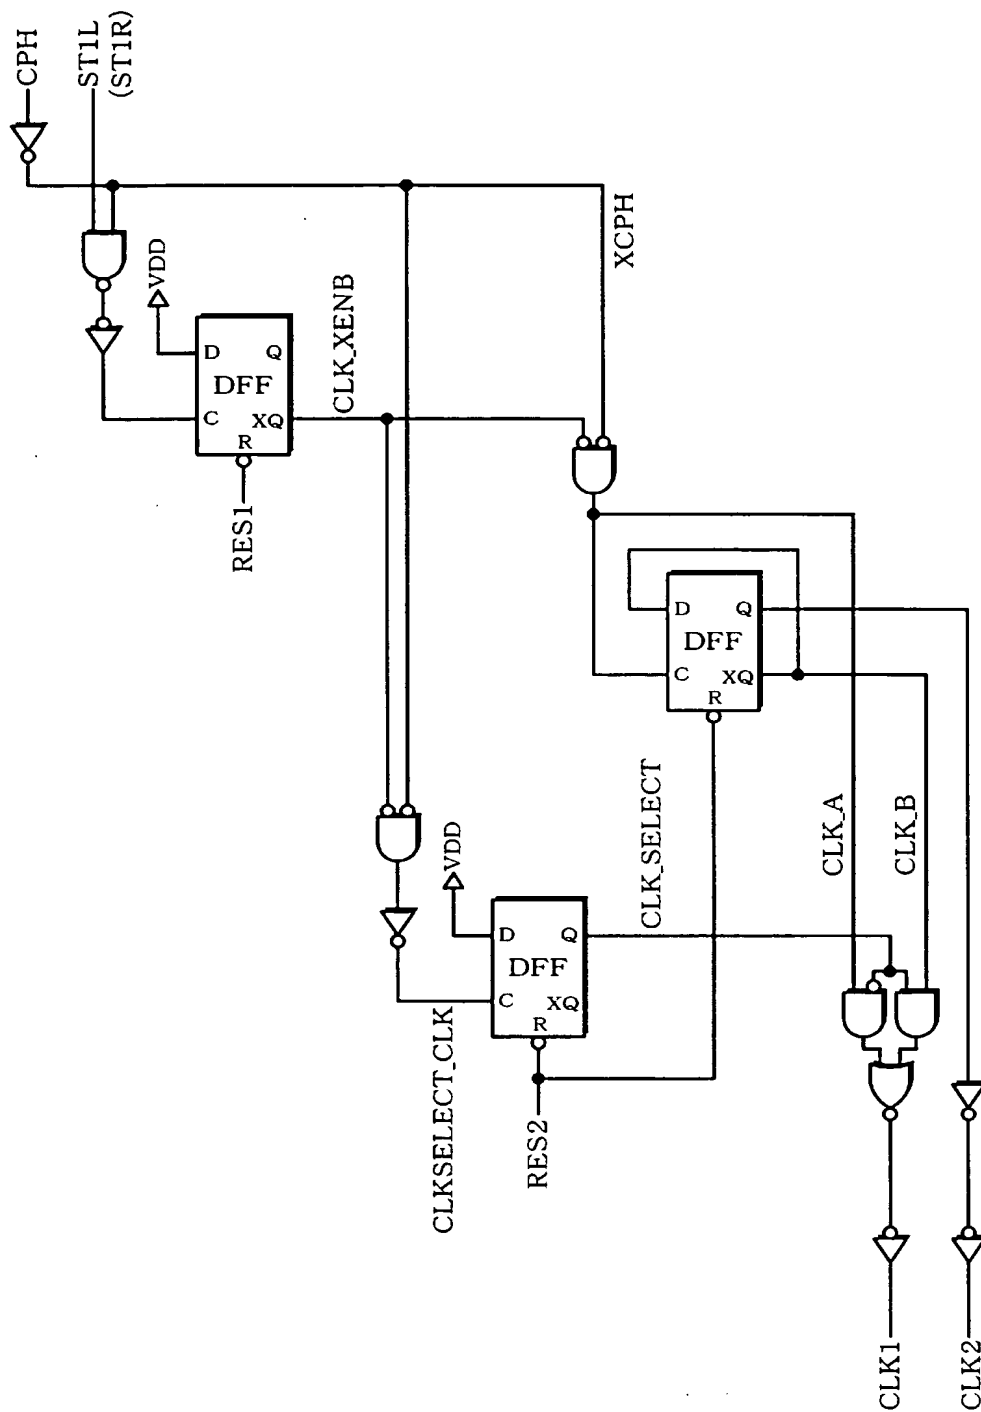 CPH
ST1L
(ST1R)
VDD
D
Q
DFF
C
XQ
R
RES1
CLK_XENB
XCPH
D
Q
DFF
C
XQ
R
CLK_SELECT
CLK_A
CLK_B
VDD
D
Q
DFF
C
XQ
R
CLKSELECT_CLK
RES2
CLK1
CLK2